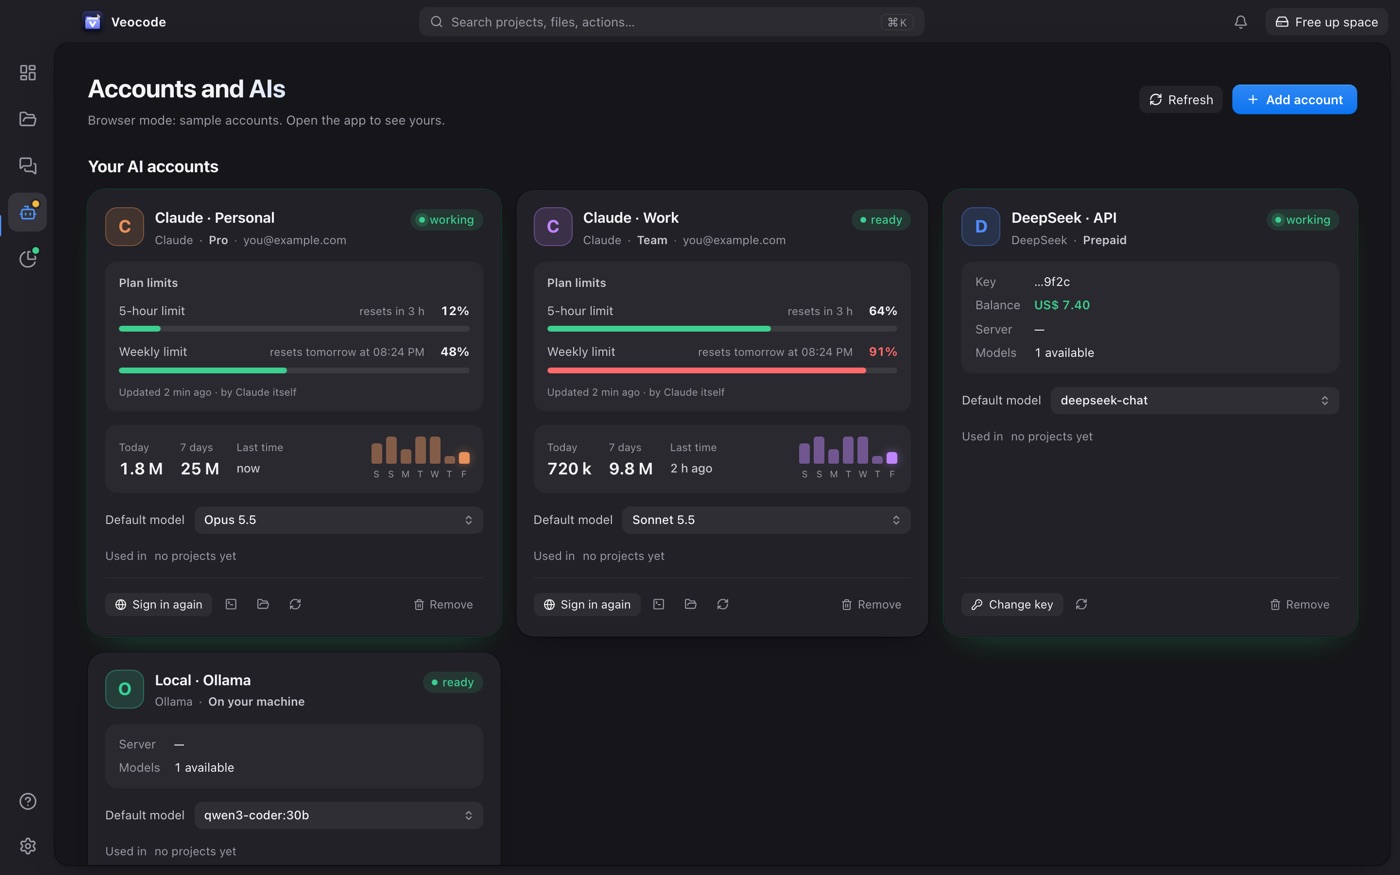 Veocode
Search projects, files, actions...
⌘K
Free up space
Accounts and AIs
Browser mode: sample accounts. Open the app to see yours.
Refresh
+ Add account
Your AI accounts
C
Claude · Personal
working
Claude · Pro · you@example.com
Plan limits
5-hour limit resets in 3 h 12%
Weekly limit resets tomorrow at 08:24 PM 48%
Updated 2 min ago · by Claude itself
Today 7 days Last time
1.8 M 25 M now
S S M T W T F
Default model Opus 5.5
Used in no projects yet
Sign in again
Remove
C
Claude · Work
ready
Claude · Team · you@example.com
Plan limits
5-hour limit resets in 3 h 64%
Weekly limit resets tomorrow at 08:24 PM 91%
Updated 2 min ago · by Claude itself
Today 7 days Last time
720 k 9.8 M 2 h ago
S S M T W T F
Default model Sonnet 5.5
Used in no projects yet
Sign in again
Remove
D
DeepSeek · API
working
DeepSeek · Prepaid
Key ...9f2c
Balance US$ 7.40
Server —
Models 1 available
Default model deepseek-chat
Used in no projects yet
Change key
Remove
O
Local · Ollama
ready
Ollama · On your machine
Server —
Models 1 available
Default model qwen3-coder:30b
Used in no projects yet